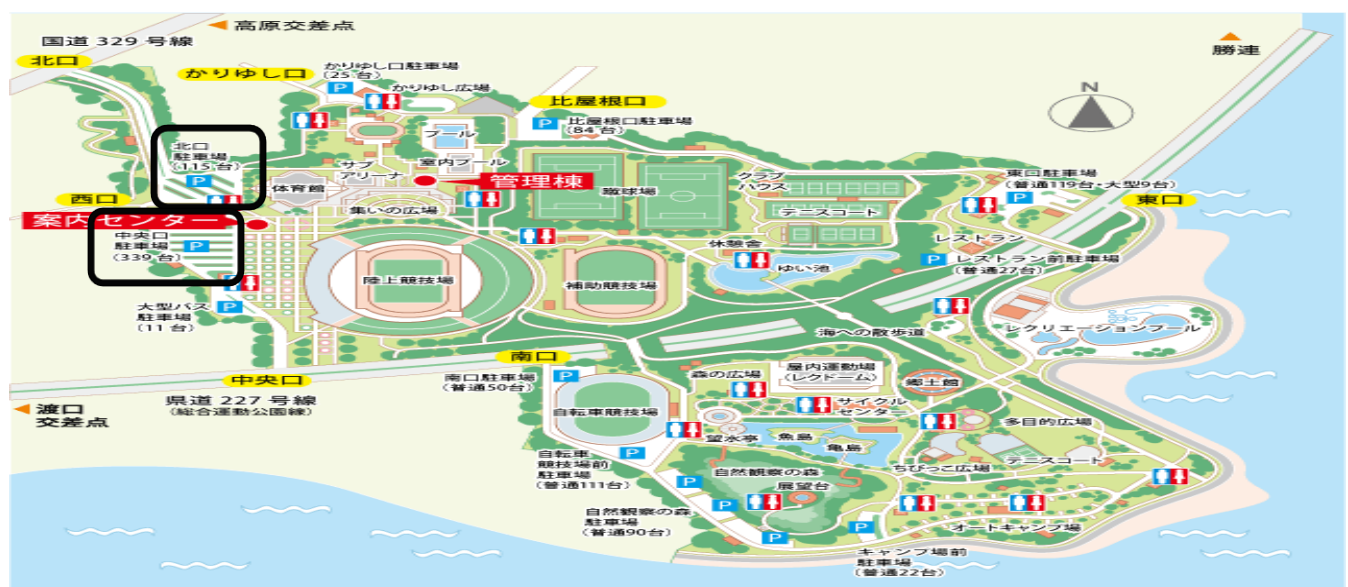 高原交差点
国道 329 号線
北口
かりゆし口
かりゆし口駐車場
(25 台)
かりゆし広場
勝連
N
比屋根口
比屋根口駐車場
(84 台)
プール
北口
駐車場
(115 台)
室内プール
サブ
アリーナ
管理棟
体育館
蹴球場
クラブ
ハウス
東口駐車場
(普通119台・大型9台)
西口
東口
集いの広場
テニスコート
案内センター
中央口
駐車場
(339 台)
休憩舎
ゆい池
レストラン
レストラン前駐車場
(普通27台)
陸上競技場
補助競技場
大型バス
駐車場
(11 台)
海への散歩道
レクリエーションプール
南口
中央口
南口駐車場
(普通50台)
森の広場
屋内運動場
(レクドーム)
郷土館
県道 227 号線
(総合運動公園線)
渡口
交差点
自転車競技場
サイクル
センター
望水亭
魚島
亀島
多目的広場
自転車
競技場前
駐車場
(普通111台)
自然観察の森
展望台
ちびっこ広場
テニスコート
自然観察の森
駐車場
(普通90台)
オートキャンプ場
キャンプ場前
駐車場
(普通22台)
P
P
P
P
P
P
P
P
P
P
P
P
P